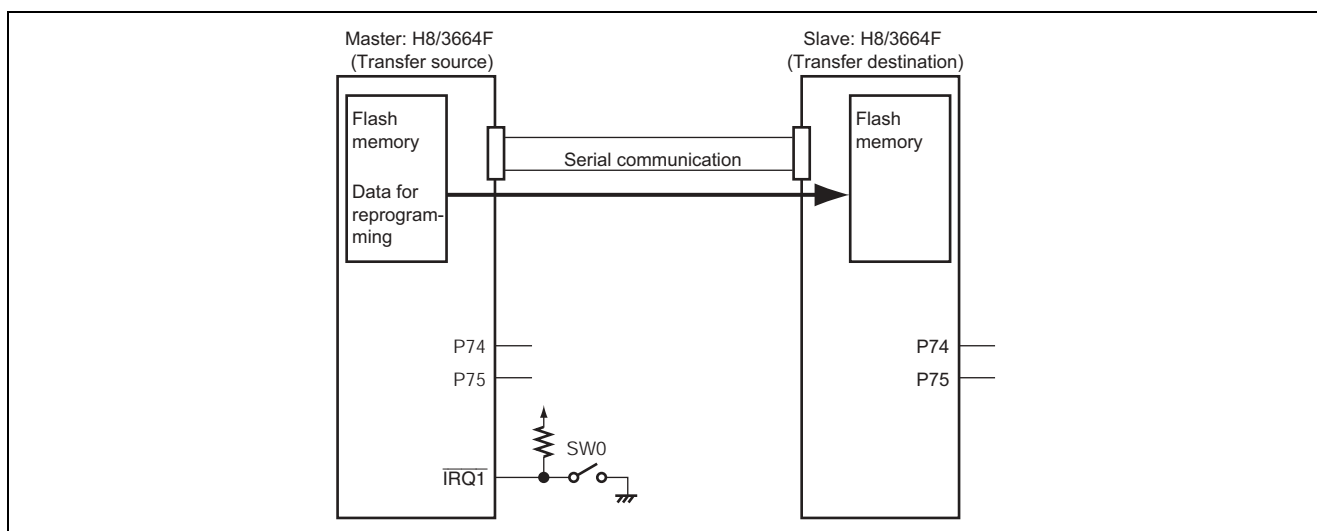 Master: H8/3664F
(Transfer source)
Slave: H8/3664F
(Transfer destination)
Flash
memory
Data for
reprogram-
ming
Serial communication
Flash
memory
P74
P75
SW0
IRQ1
P74
P75